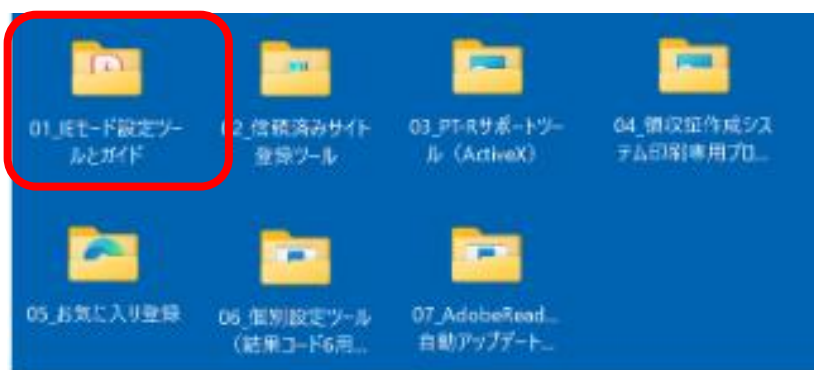 01_IEモード設定ツー
ルとガイド
02_信頼済みサイト
登録ツール
03_PT-Rサポートツー
ル（ActiveX）
04_領収証作成シス
テム印刷専用プロ...
05_お気に入り登録
06_個別設定ツール
（結果コード6用...
07_AdobeRead...
自動アップデート...